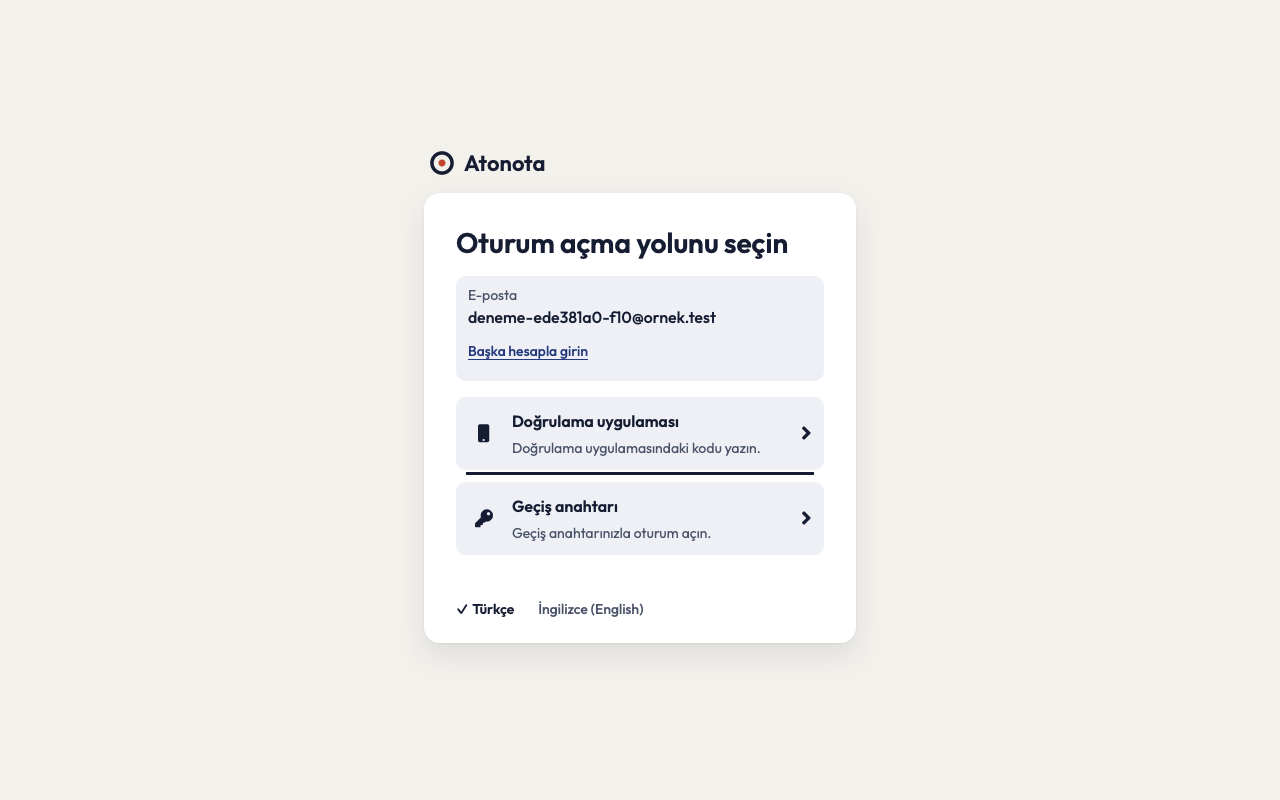 Atonota
Oturum açma yolunu seçin
E-posta
deneme-ede381a0-f10@ornek.test
Başka hesapla girin
Doğrulama uygulaması
Doğrulama uygulamasındaki kodu yazın.
Geçiş anahtarı
Geçiş anahtarınızla oturum açın.
Türkçe İngilizce (English)